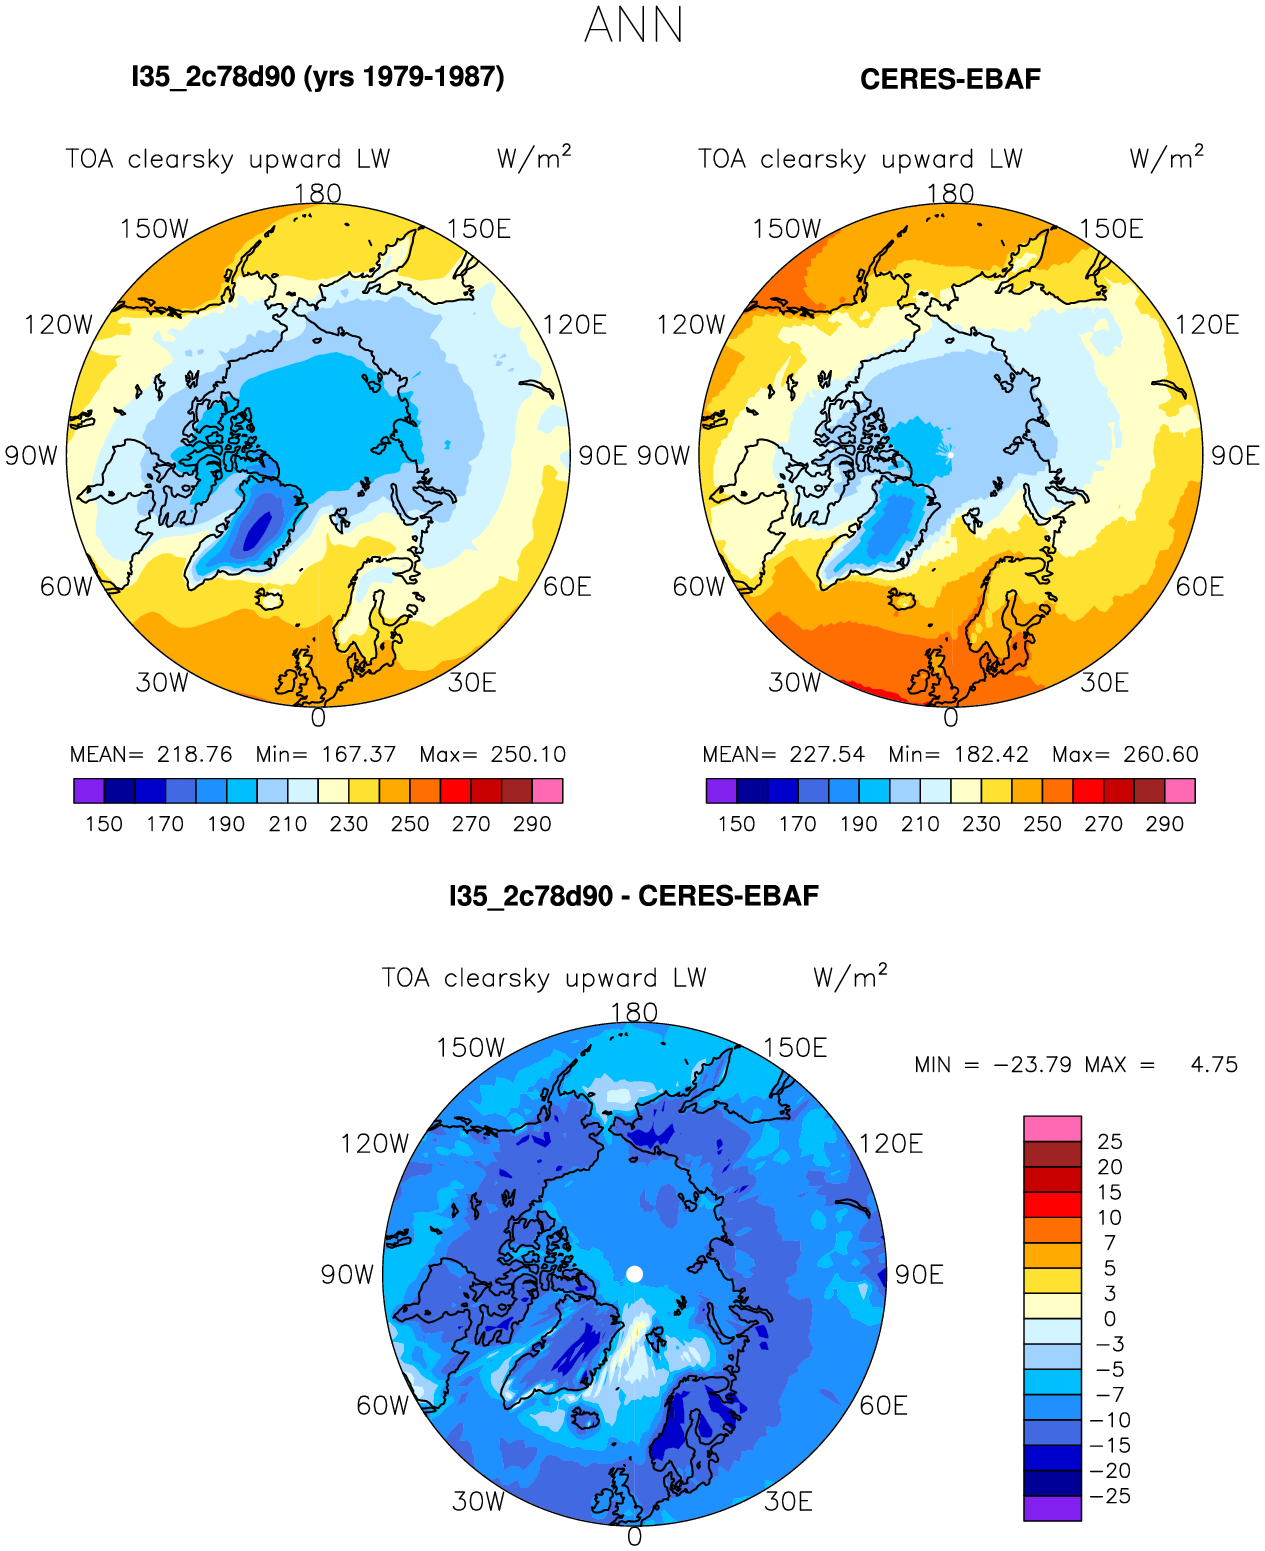 ANN
I35_2c78d90 (yrs 1979-1987)
CERES-EBAF
TOA clearsky upward LW W/m²
TOA clearsky upward LW W/m²
180
150W 150E
120W 120E
90W 90E
60W 60E
30W 30E
0
180
150W 150E
120W 120E
90W 90E
60W 60E
30W 30E
0
MEAN= 218.76 Min= 167.37 Max= 250.10
150 170 190 210 230 250 270 290
MEAN= 227.54 Min= 182.42 Max= 260.60
150 170 190 210 230 250 270 290
I35_2c78d90 - CERES-EBAF
TOA clearsky upward LW W/m²
180
150W 150E
120W 120E
90W 90E
60W 60E
30W 30E
0
MIN = −23.79 MAX = 4.75
25
20
15
10
7
5
3
0
−3
−5
−7
−10
−15
−20
−25